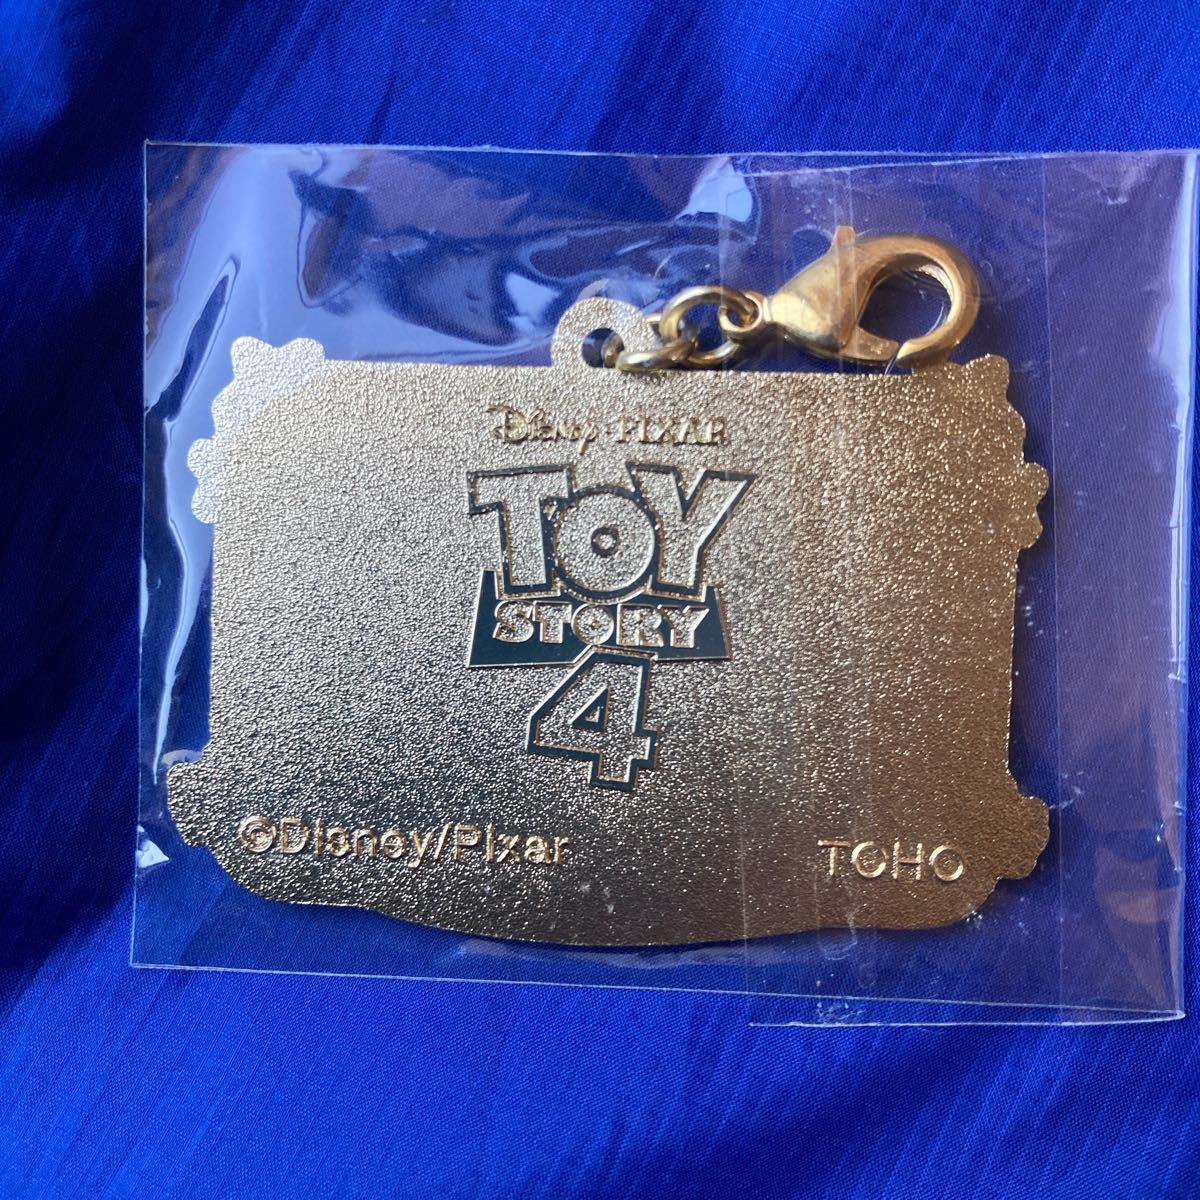 Disney·PIXAR
TOY
STORY
4
©Disney/Pixar
TOHO